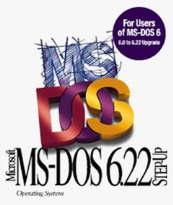 For Users
of MS-DOS 6
6.0 to 6.22 Upgrade
MS
DOS
Microsoft
MS-DOS 6.22
STEP-UP
Operating System